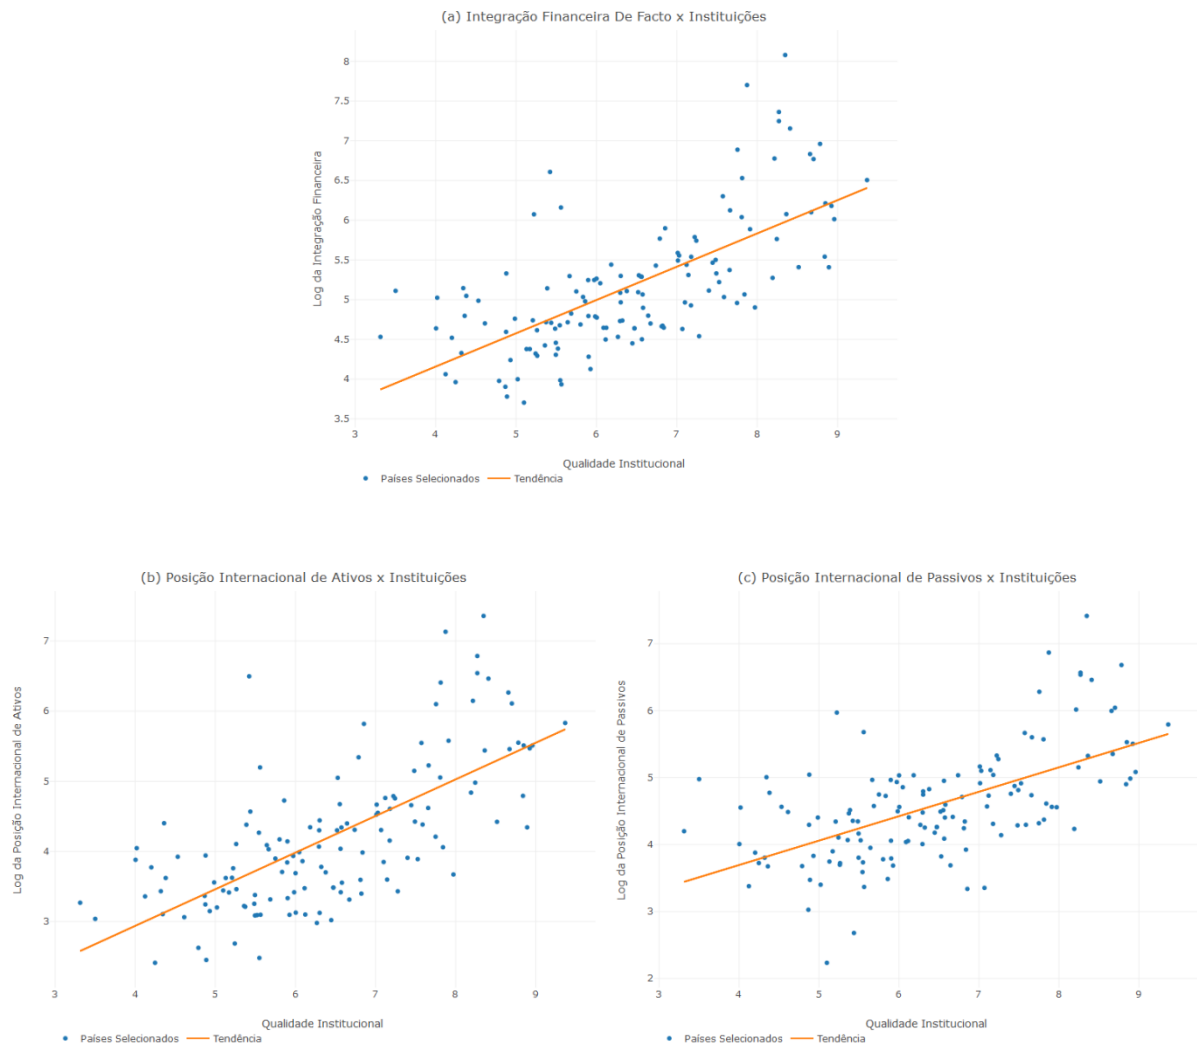 (a) Integração Financeira De Facto x Instituições
Log da Integração Financeira
8
7.5
7
6.5
6
5.5
5
4.5
4
3.5
3 4 5 6 7 8 9
Qualidade Institucional
Países Selecionados Tendência
(b) Posição Internacional de Ativos x Instituições
Log da Posição Internacional de Ativos
7
6
5
4
3
3 4 5 6 7 8 9
Qualidade Institucional
Países Selecionados Tendência
(c) Posição Internacional de Passivos x Instituições
Log da Posição Internacional de Passivos
7
6
5
4
3
2
3 4 5 6 7 8 9
Qualidade Institucional
Países Selecionados Tendência